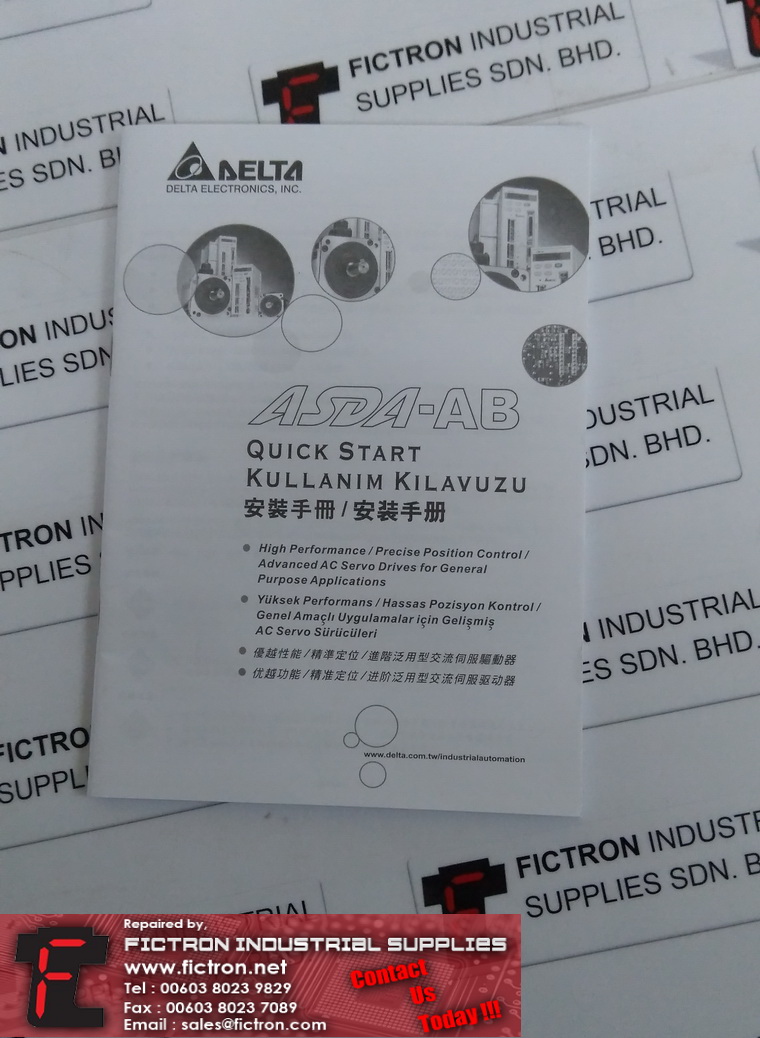 FICTRON INDUSTRIAL
SUPPLIES SDN. BHD.
N INDUSTRIAL
ES SDN. B
TRIAL
BHD.
ON INDUS
LIES SDN
DUSTRIAL
SDN. BHD.
TRON IN
PPLIES
N INDUSTRIAL
ES SDN. BHD.
FICTRO
SUPPLI
FICTRON INDUSTR
SUPPLIES SDN. B
RIAL
DELTA
DELTA ELECTRONICS, INC.
ASDA-AB
QUICK START
KULLANIM KILAVUZU
安裝手冊 / 安装手册
High Performance / Precise Position Control /
Advanced AC Servo Drives for General
Purpose Applications
Yüksek Performans / Hassas Pozisyon Kontrol /
Genel Amaçlı Uygulamalar için Gelişmiş
AC Servo Sürücüleri
優越性能 / 精準定位 / 進階泛用型交流伺服驅動器
优越功能 / 精准定位 / 进阶泛用型交流伺服驱动器
www.delta.com.tw/industrialautomation
Repaired by,
FICTRON INDUSTRIAL SUPPLIES
www.fictron.net
Tel : 00603 8023 9829
Fax : 00603 8023 7089
Email : sales@fictron.com
Contact
Us
Today !!!